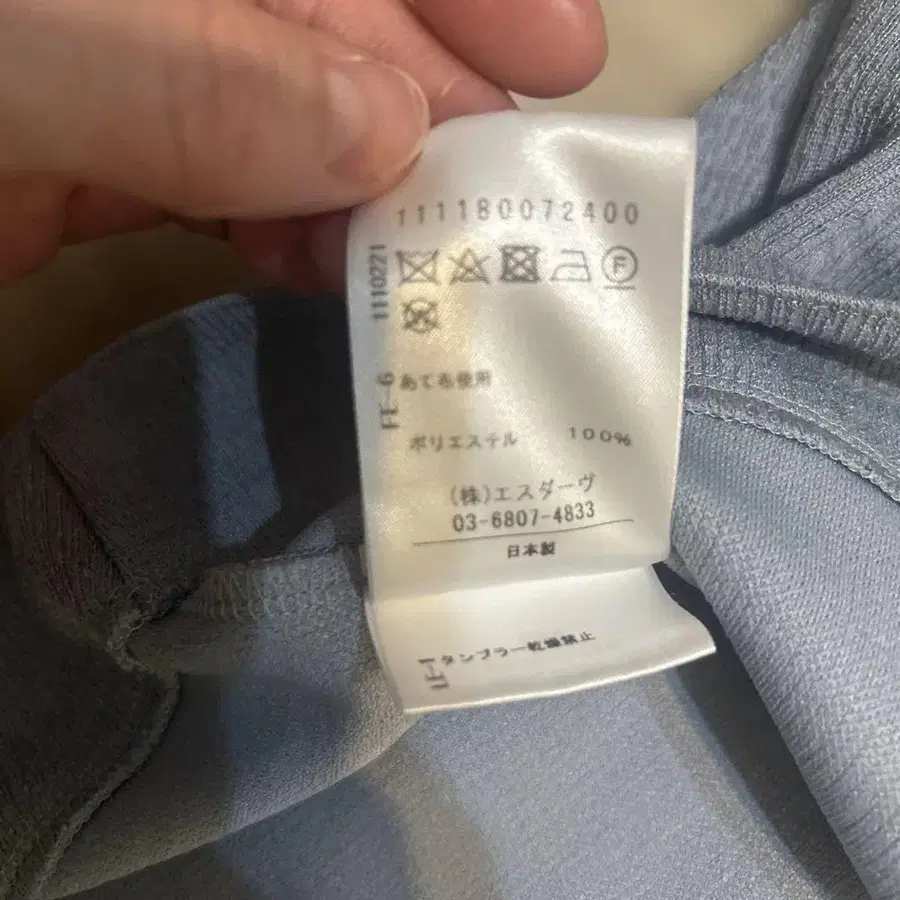 111180072400
1110221
F
FE-6
あて布使用
ポリエステル 100%
(株)エスダーヴ
03-6807-4833
日本製
タンブラー乾燥禁止